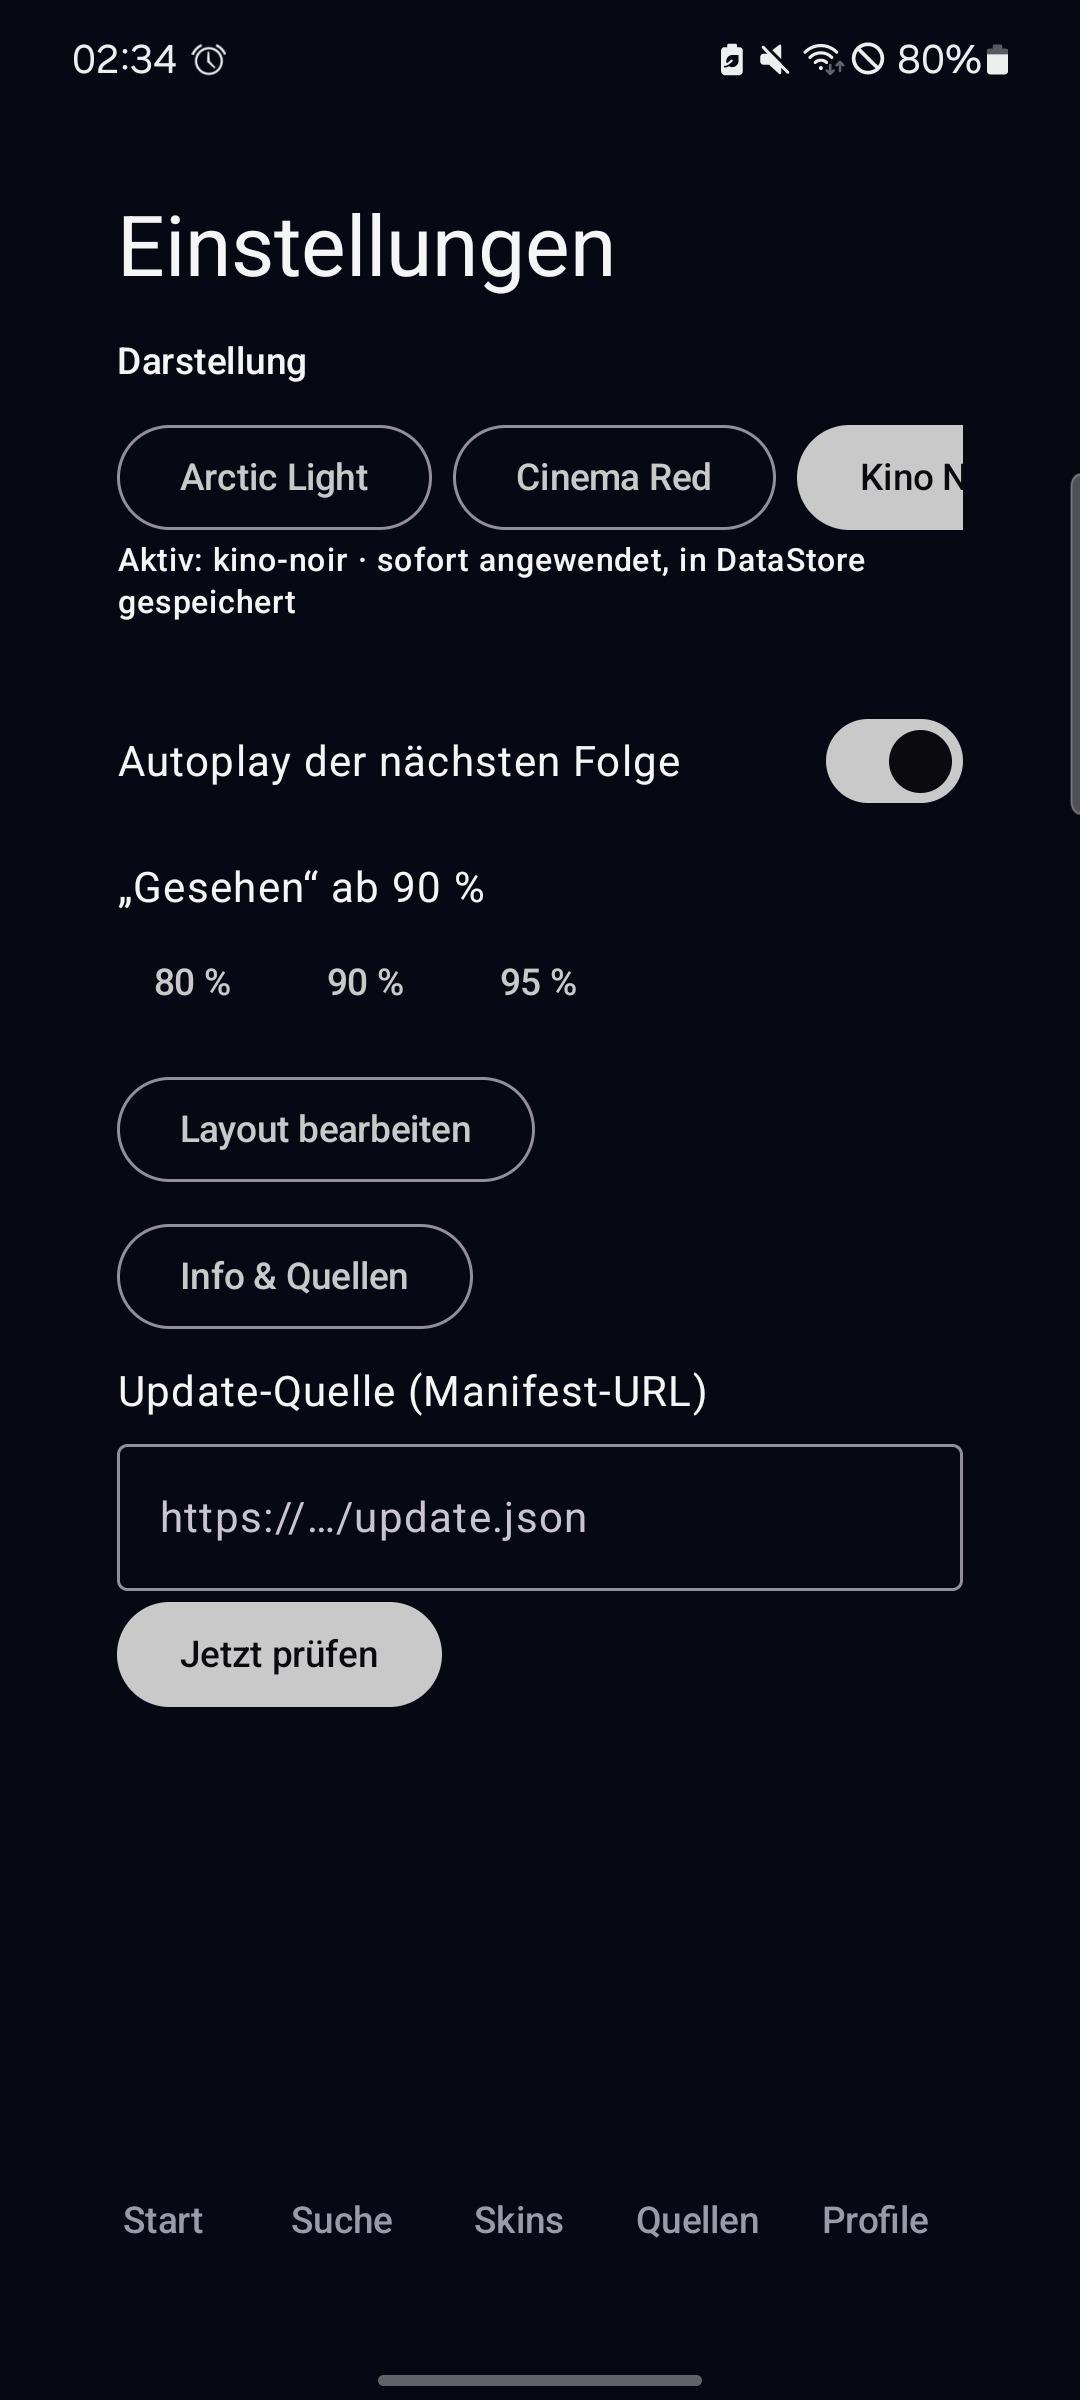 02:34
80%
Einstellungen
Darstellung
Arctic Light
Cinema Red
Kino N
Aktiv: kino-noir · sofort angewendet, in DataStore
gespeichert
Autoplay der nächsten Folge
„Gesehen“ ab 90 %
80 %
90 %
95 %
Layout bearbeiten
Info & Quellen
Update-Quelle (Manifest-URL)
https://…/update.json
Jetzt prüfen
Start
Suche
Skins
Quellen
Profile